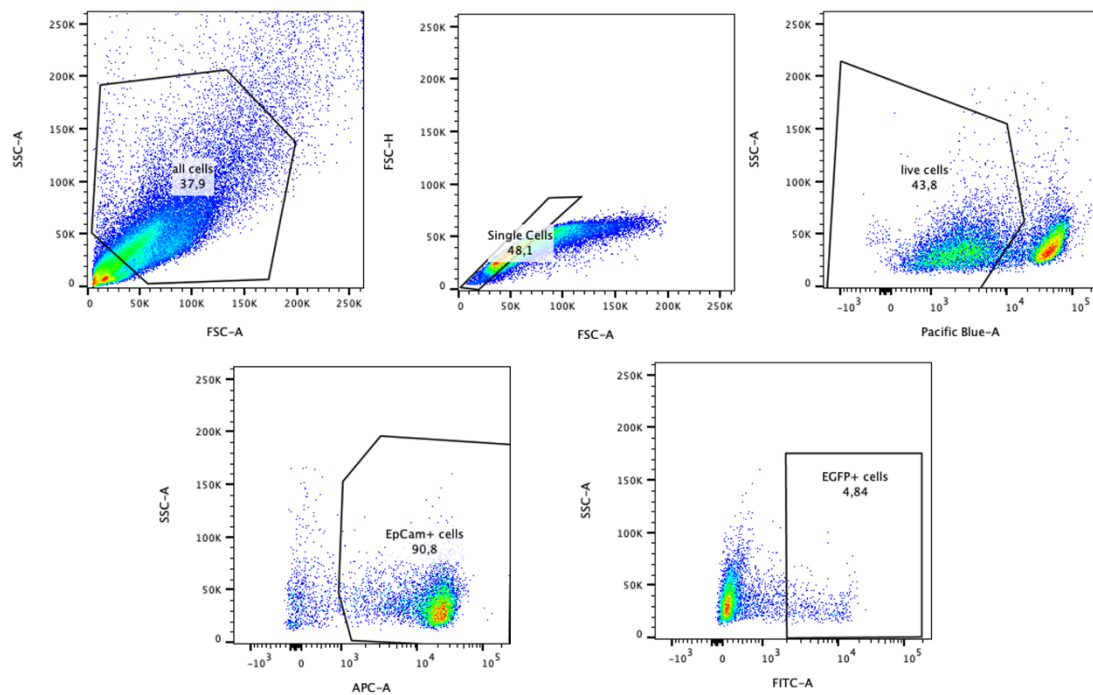 250K
200K
150K
100K
50K
0
SSC-A
all cells
37,9
0
50K
100K
150K
200K
250K
FSC-A
250K
200K
150K
100K
50K
0
FSC-H
Single Cells
48,1
0
50K
100K
150K
200K
250K
FSC-A
250K
200K
150K
100K
50K
0
SSC-A
live cells
43,8
-10³
0
10³
10⁴
10⁵
Pacific Blue-A
250K
200K
150K
100K
50K
0
SSC-A
EpCam+ cells
90,8
-10³
0
10³
10⁴
10⁵
APC-A
250K
200K
150K
100K
50K
0
SSC-A
EGFP+ cells
4,84
-10³
0
10³
10⁴
10⁵
FITC-A